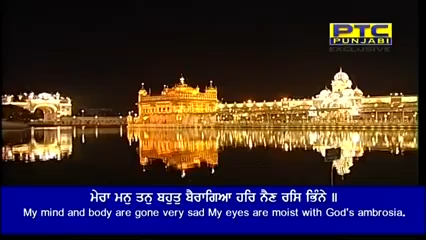 PTC
PUNJABI
EXCLUSIVE
ਮੇਰਾ ਮਨੁ ਤਨੁ ਬਹੁਤੁ ਬੈਰਾਗਿਆ ਹਰਿ ਨੈਣ ਰਸਿ ਭਿੰਨੇ ॥
My mind and body are gone very sad My eyes are moist with God's ambrosia.